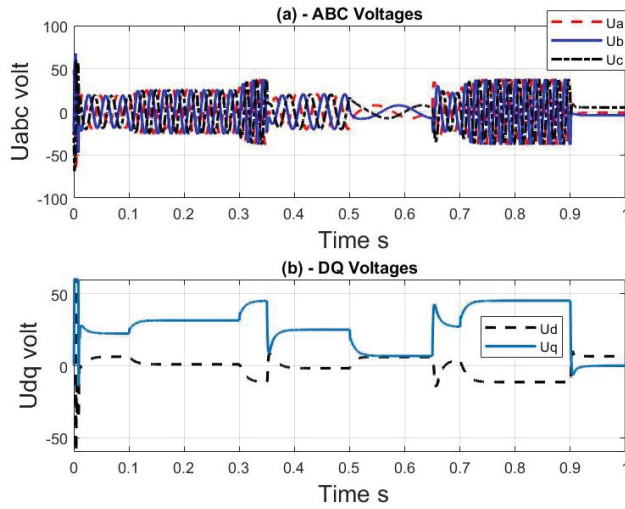 (a) - ABC Voltages
Ua
Ub
Uc
Uabc volt
100
50
0
-50
-100
0 0.1 0.2 0.3 0.4 0.5 0.6 0.7 0.8 0.9 1
Time s
(b) - DQ Voltages
Ud
Uq
Udq volt
50
0
-50
0 0.1 0.2 0.3 0.4 0.5 0.6 0.7 0.8 0.9 1
Time s